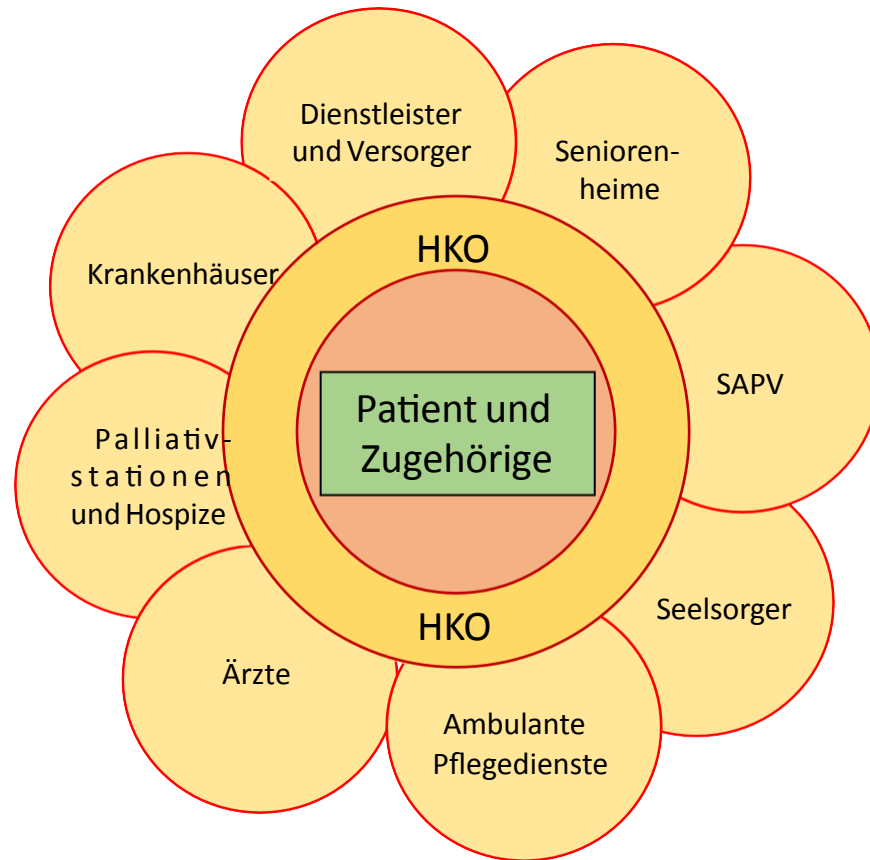 Dienstleister
und Versorger
Senioren-
heime
HKO
Krankenhäuser
SAPV
Patient und
Zugehörige
Palliativ-
stationen
und Hospize
Seelsorger
HKO
Ärzte
Ambulante
Pflegedienste